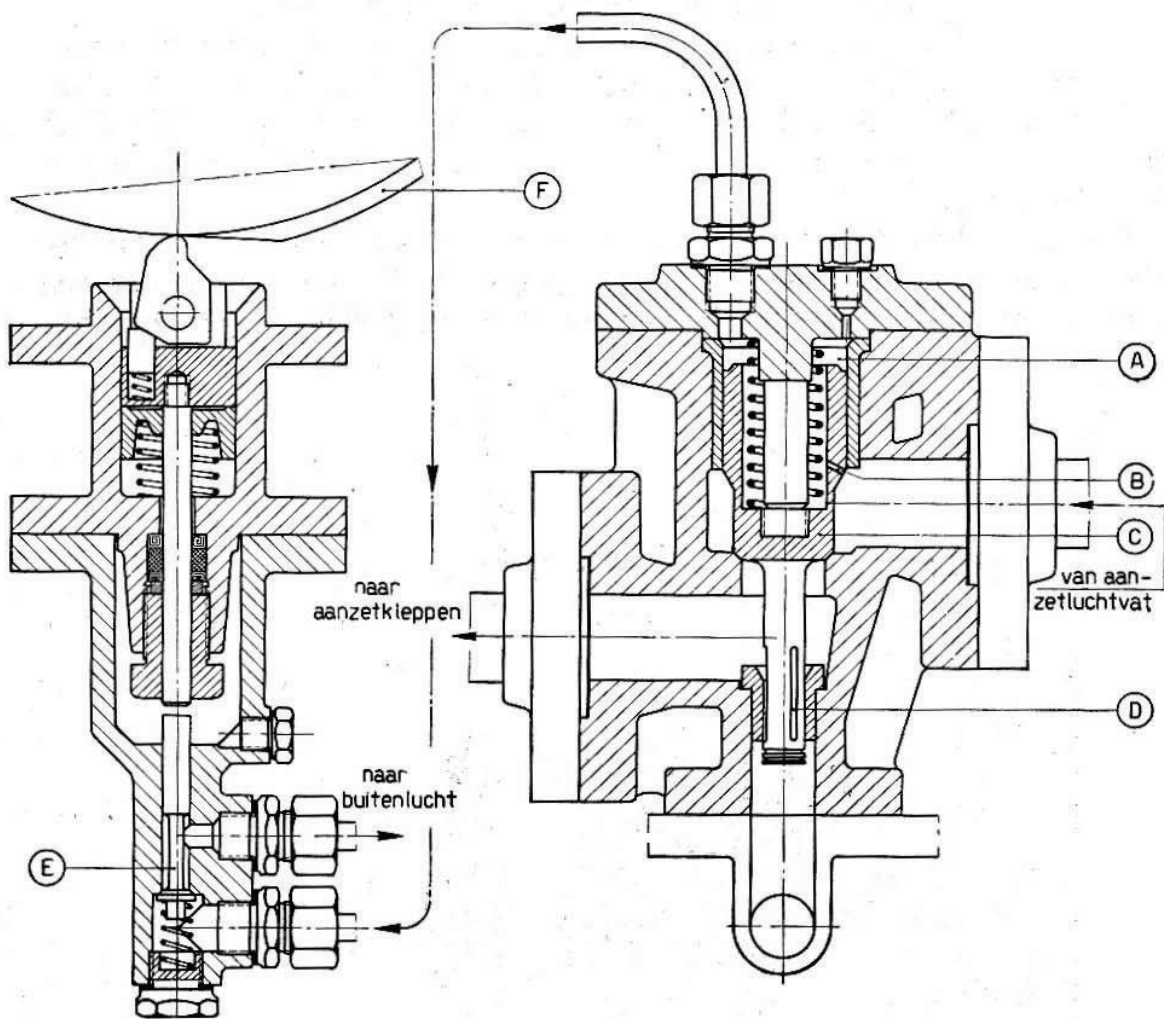 F
A
B
C
van aan-
zetluchtvat
naar
aanzetkleppen
D
naar
buitenlucht
E